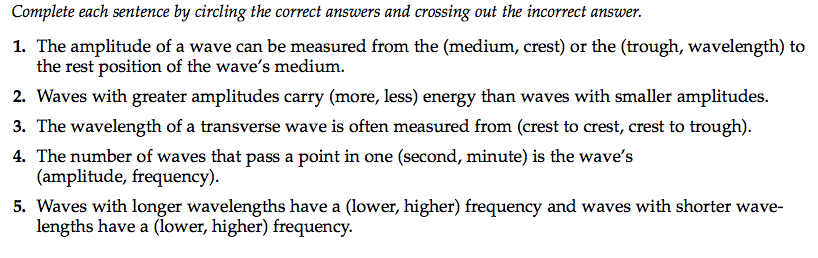 Complete each sentence by circling the correct answers and crossing out the incorrect answer.
1. The amplitude of a wave can be measured from the (medium, crest) or the (trough, wavelength) to
the rest position of the wave's medium.
2. Waves with greater amplitudes carry (more, less) energy than waves with smaller amplitudes.
3. The wavelength of a transverse wave is often measured from (crest to crest, crest to trough).
4. The number of waves that pass a point in one (second, minute) is the wave's
(amplitude, frequency).
5. Waves with longer wavelengths have a (lower, higher) frequency and waves with shorter wave-
lengths have a (lower, higher) frequency.